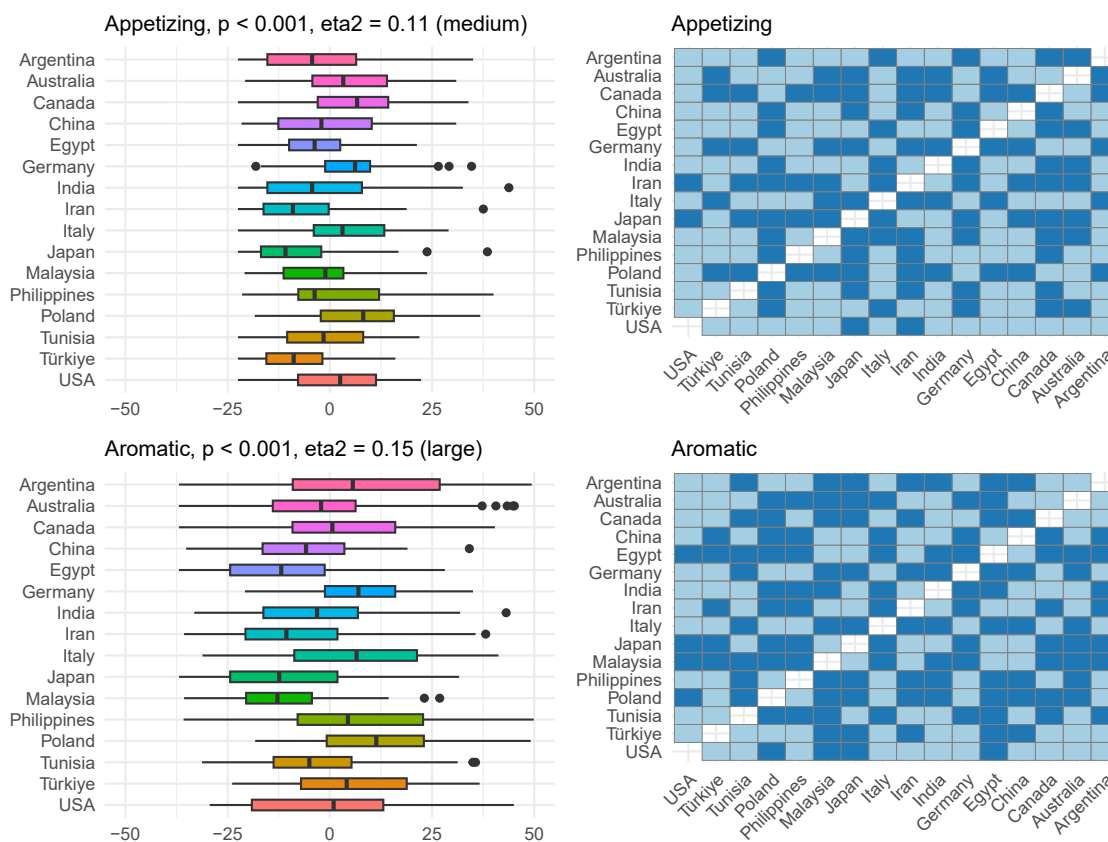 Appetizing, p < 0.001, eta2 = 0.11 (medium)
Argentina
Australia
Canada
China
Egypt
Germany
India
Iran
Italy
Japan
Malaysia
Philippines
Poland
Tunisia
Türkiye
USA
−50 −25 0 25 50
Appetizing
Argentina
Australia
Canada
China
Egypt
Germany
India
Iran
Italy
Japan
Malaysia
Philippines
Poland
Tunisia
Türkiye
USA
USA Türkiye Tunisia Poland Philippines Malaysia Japan Italy Iran India Germany Egypt China Canada Australia Argentina
Aromatic, p < 0.001, eta2 = 0.15 (large)
Argentina
Australia
Canada
China
Egypt
Germany
India
Iran
Italy
Japan
Malaysia
Philippines
Poland
Tunisia
Türkiye
USA
−50 −25 0 25 50
Aromatic
Argentina
Australia
Canada
China
Egypt
Germany
India
Iran
Italy
Japan
Malaysia
Philippines
Poland
Tunisia
Türkiye
USA
USA Türkiye Tunisia Poland Philippines Malaysia Japan Italy Iran India Germany Egypt China Canada Australia Argentina